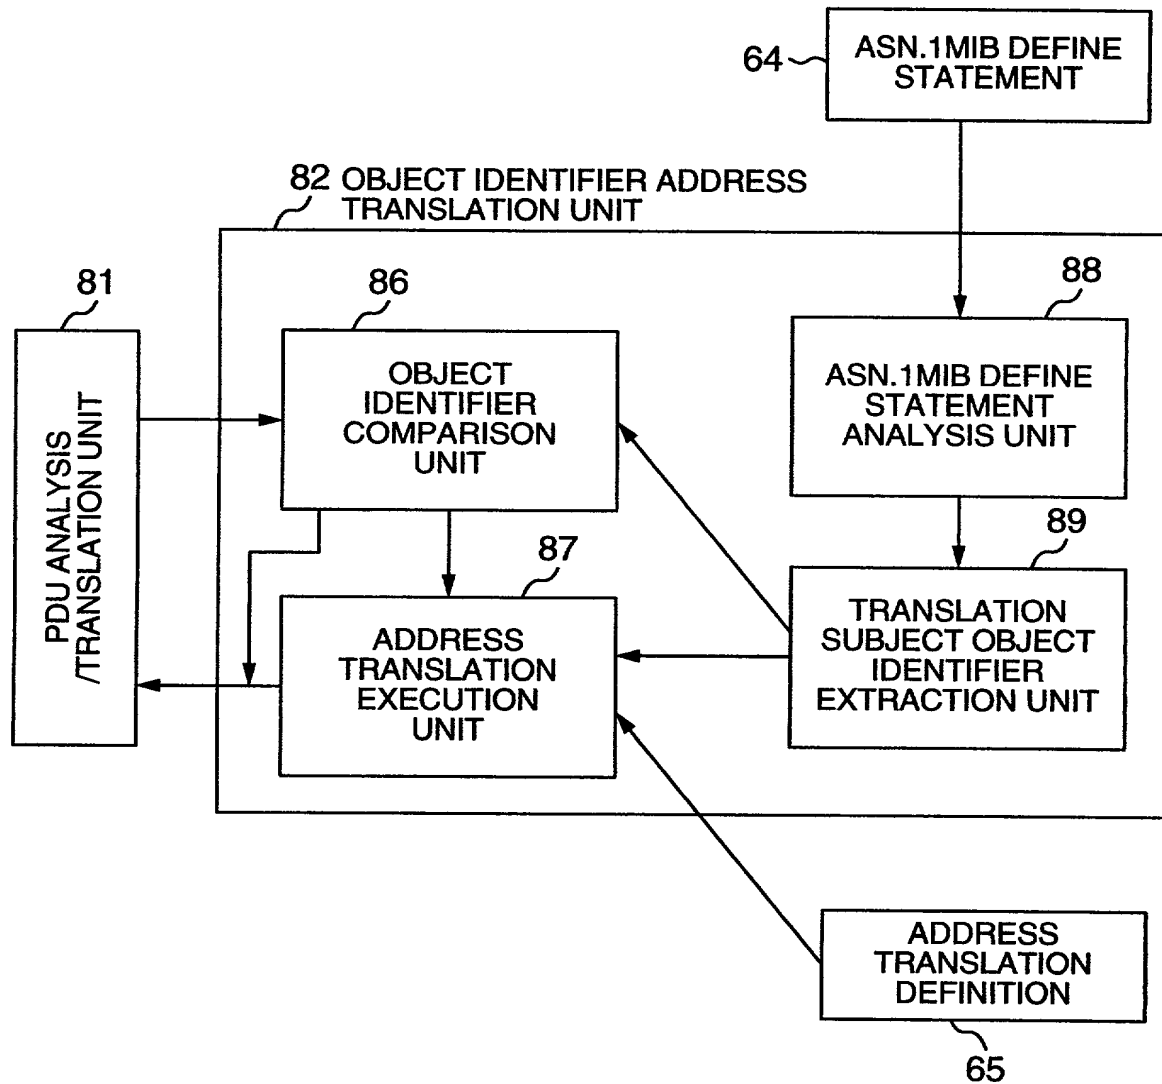 64
ASN.1MIB DEFINE
STATEMENT
82 OBJECT IDENTIFIER ADDRESS
TRANSLATION UNIT
81
PDU ANALYSIS
/TRANSLATION UNIT
86
OBJECT
IDENTIFIER
COMPARISON
UNIT
88
ASN.1MIB DEFINE
STATEMENT
ANALYSIS UNIT
87
ADDRESS
TRANSLATION
EXECUTION
UNIT
89
TRANSLATION
SUBJECT OBJECT
IDENTIFIER
EXTRACTION UNIT
ADDRESS
TRANSLATION
DEFINITION
65